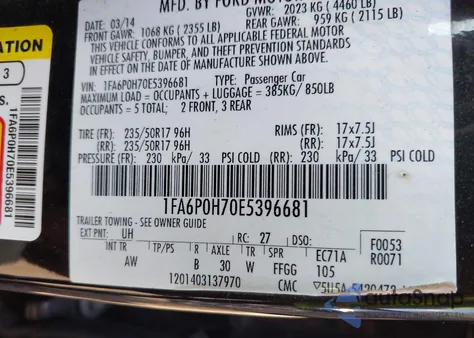 MFD. BY FORD MOTOR
DATE: 03/14 GVWR: 2023 KG (4460 LB)
FRONT GAWR: 1068 KG (2355 LB) REAR GAWR: 959 KG (2115 LB)
THIS VEHICLE CONFORMS TO ALL APPLICABLE FEDERAL MOTOR
VEHICLE SAFETY, BUMPER, AND THEFT PREVENTION STANDARDS
IN EFFECT ON THE DATE OF MANUFACTURE SHOWN ABOVE.
VIN: 1FA6P0H70E5396681 TYPE: Passenger Car
MAXIMUM LOAD = OCCUPANTS + LUGGAGE = 385KG/ 850LB
OCCUPANTS = 5 TOTAL; 2 FRONT, 3 REAR
TIRE (FR) 235/50R17 96H RIMS (FR) 17x7.5J
TIRE (RR) 235/50R17 96H (RR) 17x7.5J
PRESSURE (FR) 230 kPa/ 33 PSI COLD (RR) 230 kPa/ 33 PSI COLD
1FA6P0H70E5396681
TRAILER TOWING - SEE OWNER GUIDE
EXT PNT: UH RC: 27 DSO: F0053
INT TR TP/PS R AXLE TR SPR EC71A R0071
AW B 30 W FFGG 105
1201403137970 CMC
MATION
3
1FA6P0H70E5396681
autoSnap